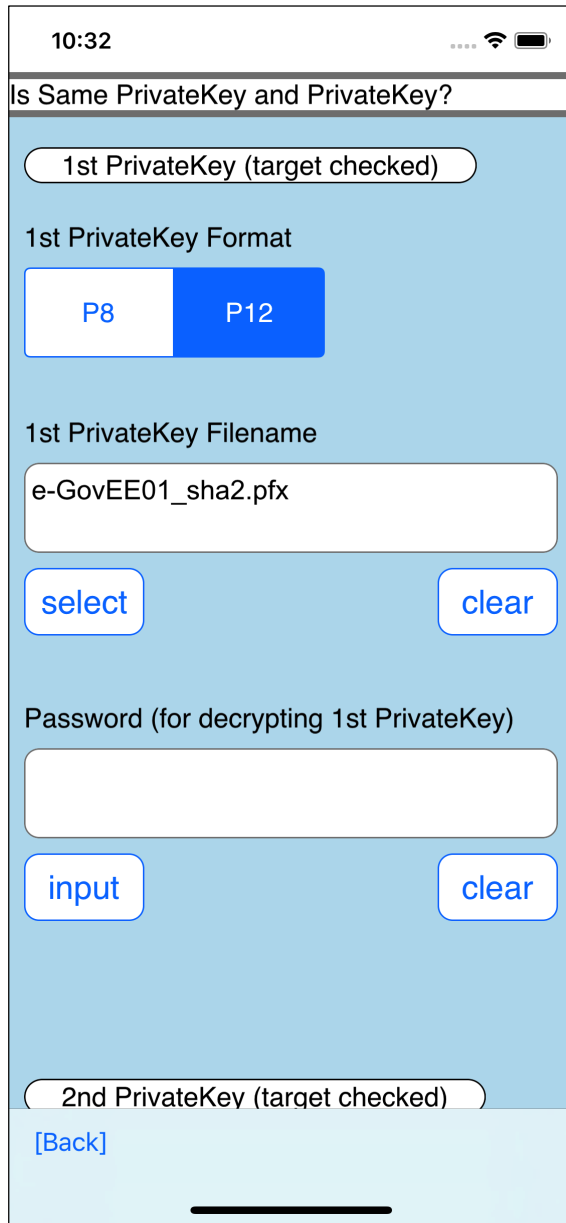 10:32
Is Same PrivateKey and PrivateKey?
1st PrivateKey (target checked)
1st PrivateKey Format
P8 P12
1st PrivateKey Filename
e-GovEE01_sha2.pfx
select clear
Password (for decrypting 1st PrivateKey)
input clear
2nd PrivateKey (target checked)
[Back]